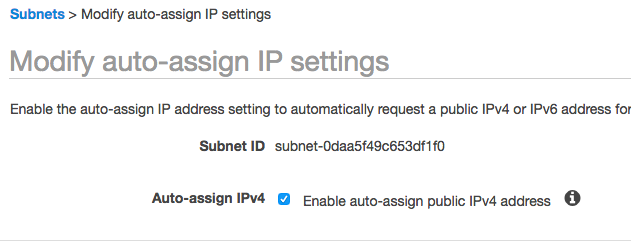 Subnets > Modify auto-assign IP settings
Modify auto-assign IP settings
Enable the auto-assign IP address setting to automatically request a public IPv4 or IPv6 address for
Subnet ID subnet-0daa5f49c653df1f0
Auto-assign IPv4 Enable auto-assign public IPv4 address